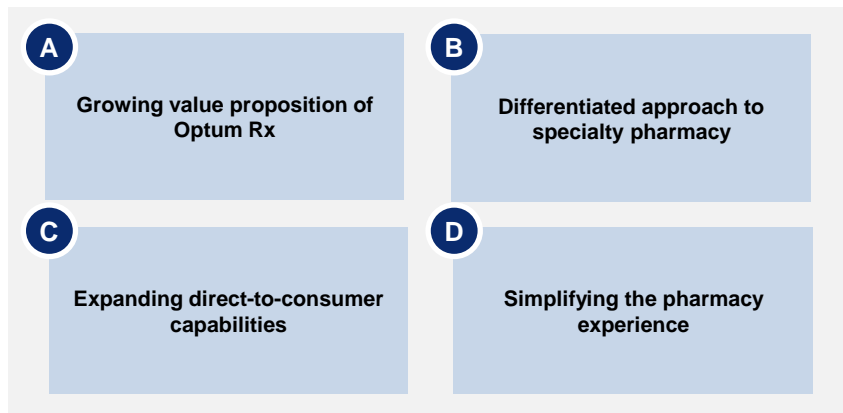 A
Growing value proposition of
Optum Rx
B
Differentiated approach to
specialty pharmacy
C
Expanding direct-to-consumer
capabilities
D
Simplifying the pharmacy
experience